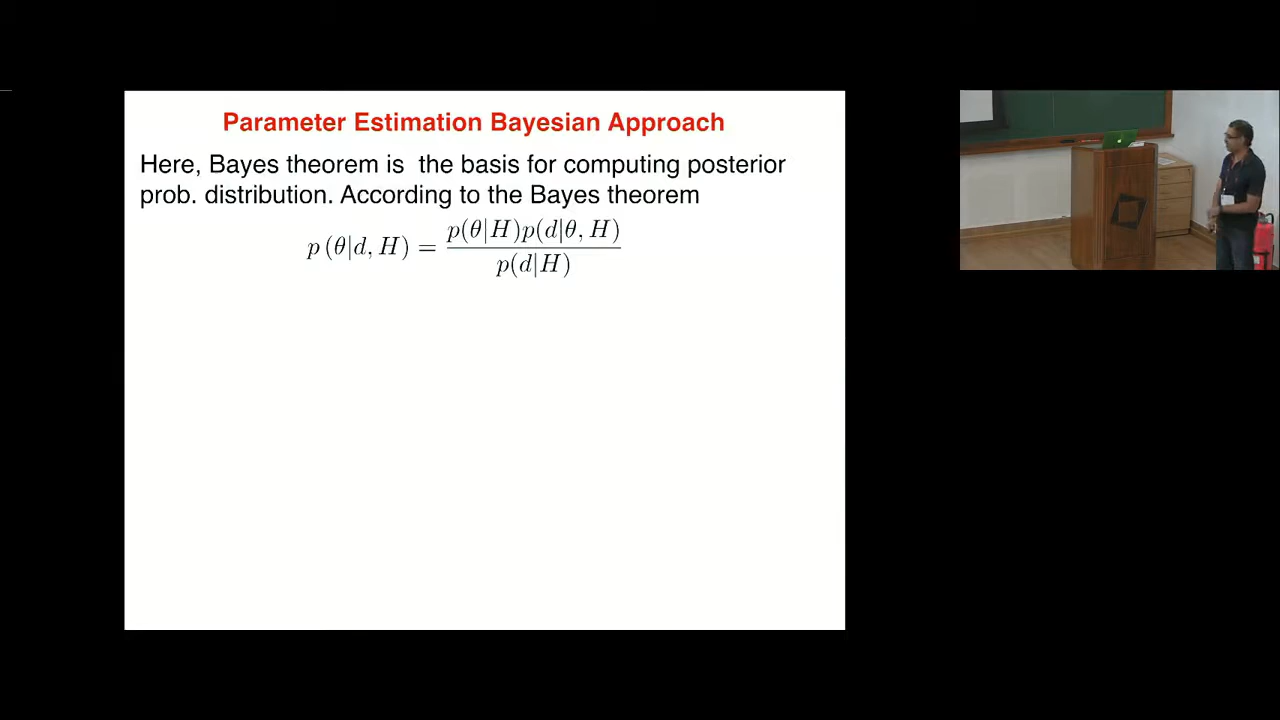 Parameter Estimation Bayesian Approach
Here, Bayes theorem is the basis for computing posterior
prob. distribution. According to the Bayes theorem
p (θ|d, H) = p(θ|H)p(d|θ, H) / p(d|H)